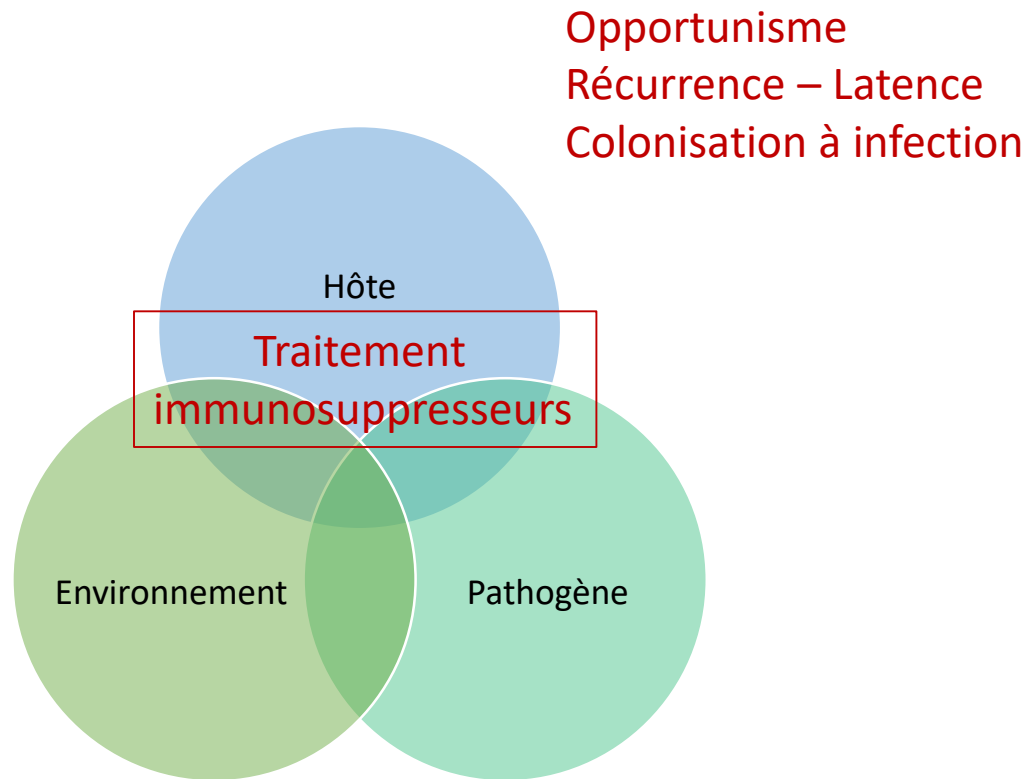 Opportunisme
Récurrence – Latence
Colonisation à infection
Hôte
Traitement
immunosuppresseurs
Environnement
Pathogène